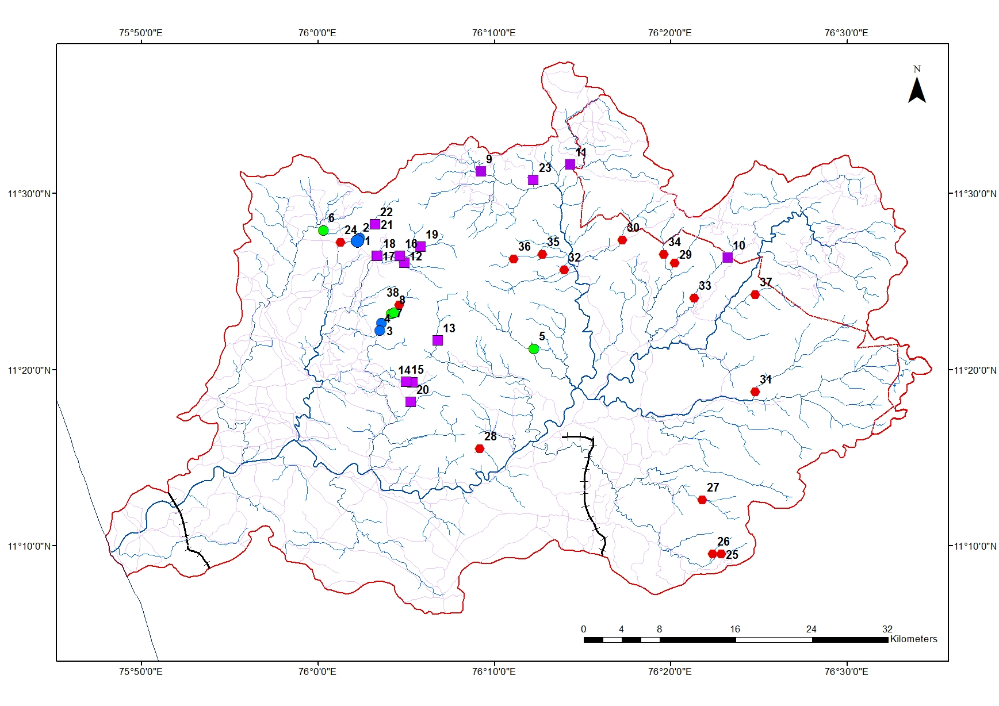 75°50'0"E 76°0'0"E 76°10'0"E 76°20'0"E 76°30'0"E
N
11
9
23
11°30'0"N 11°30'0"N
22
6 21
24 2 30
1 19 34
18 16 36 35 10
17 12 32 29
37
33
38
8
4 7
3 13
5
11°20'0"N 14 15 11°20'0"N
31
20
28
27
11°10'0"N 26 11°10'0"N
25
0 4 8 16 24 32
Kilometers
75°50'0"E 76°0'0"E 76°10'0"E 76°20'0"E 76°30'0"E